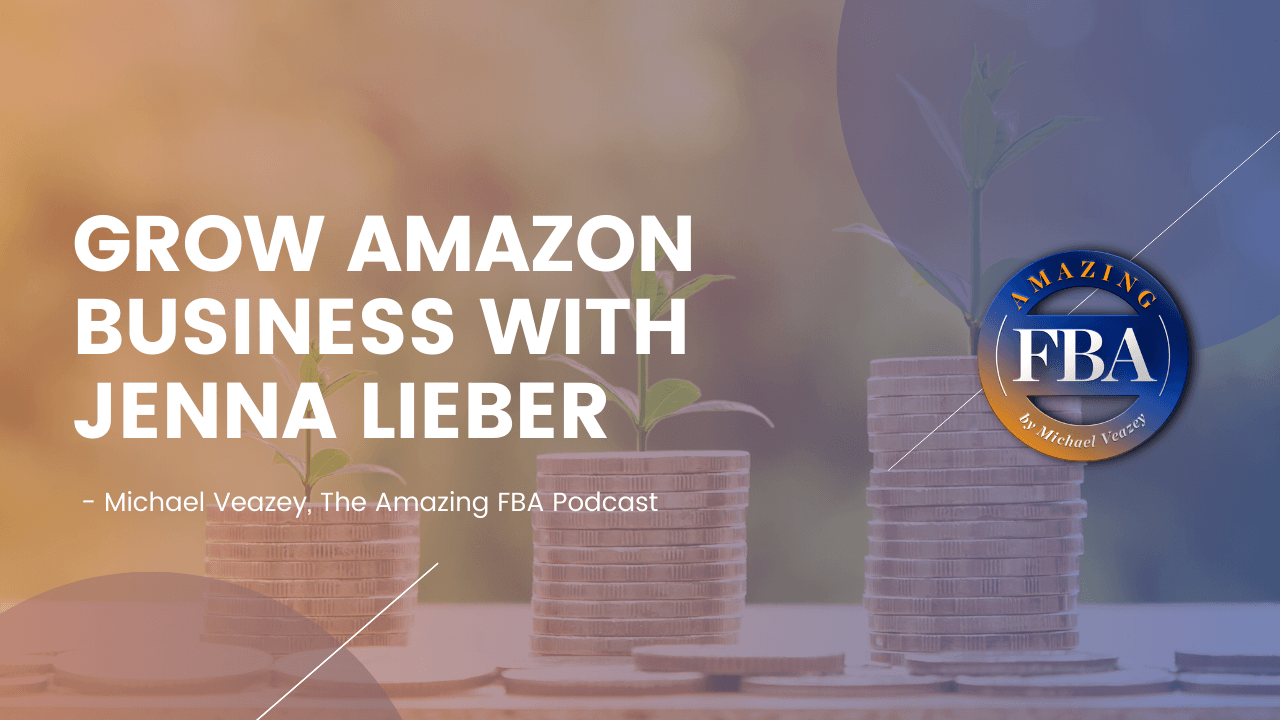 GROW AMAZON
BUSINESS WITH
JENNA LIEBER
- Michael Veazey, The Amazing FBA Podcast
AMAZING
FBA
by Michael Veazey